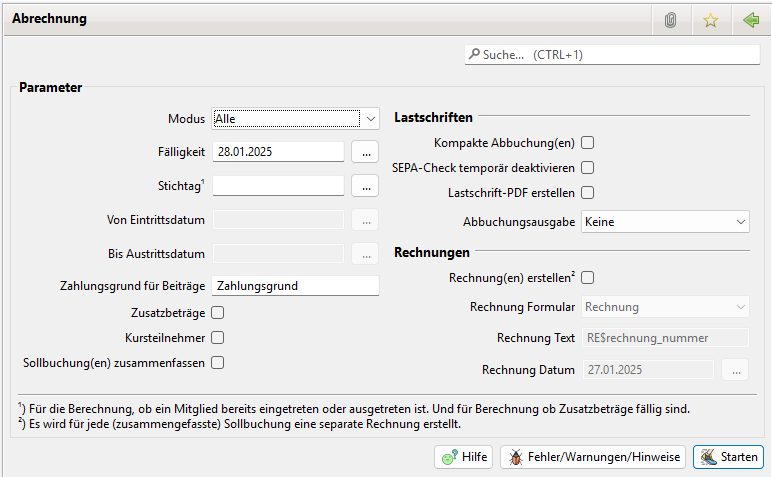 Abrechnung
Suche... (CTRL+1)
Parameter
Modus Alle
Fälligkeit 28.01.2025 ...
Stichtag¹ ...
Von Eintrittsdatum ...
Bis Austrittsdatum ...
Zahlungsgrund für Beiträge Zahlungsgrund
Zusatzbeträge
Kursteilnehmer
Sollbuchung(en) zusammenfassen
Lastschriften
Kompakte Abbuchung(en)
SEPA-Check temporär deaktivieren
Lastschrift-PDF erstellen
Abbuchungsausgabe Keine
Rechnungen
Rechnung(en) erstellen²
Rechnung Formular Rechnung
Rechnung Text RE$rechnung_nummer
Rechnung Datum 27.01.2025 ...
¹) Für die Berechnung, ob ein Mitglied bereits eingetreten oder ausgetreten ist. Und für Berechnung ob Zusatzbeträge fällig sind.
²) Es wird für jede (zusammengefasste) Sollbuchung eine separate Rechnung erstellt.
Hilfe Fehler/Warnungen/Hinweise Starten